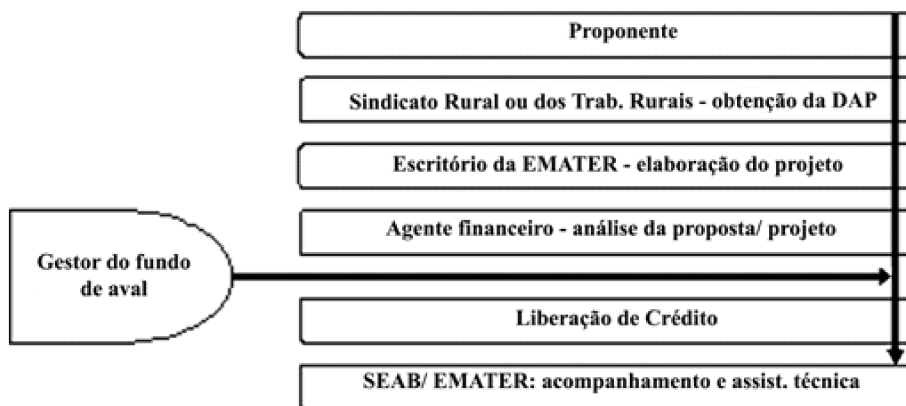 Proponente
Sindicato Rural ou dos Trab. Rurais - obtenção da DAP
Escritório da EMATER - elaboração do projeto
Agente financeiro - análise da proposta/ projeto
Gestor do fundo
de aval
Liberação de Crédito
SEAB/ EMATER: acompanhamento e assist. técnica